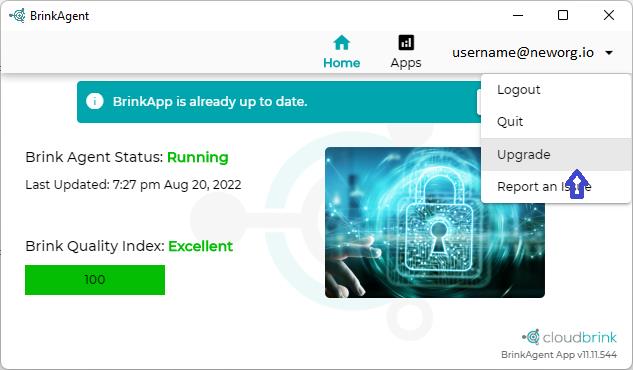 BrinkAgent
Home
Apps
username@neworg.io
BrinkApp is already up to date.
Logout
Quit
Upgrade
Report an Issue
Brink Agent Status: Running
Last Updated: 7:27 pm Aug 20, 2022
Brink Quality Index: Excellent
100
cloudbrink
BrinkAgent App v11.11.544